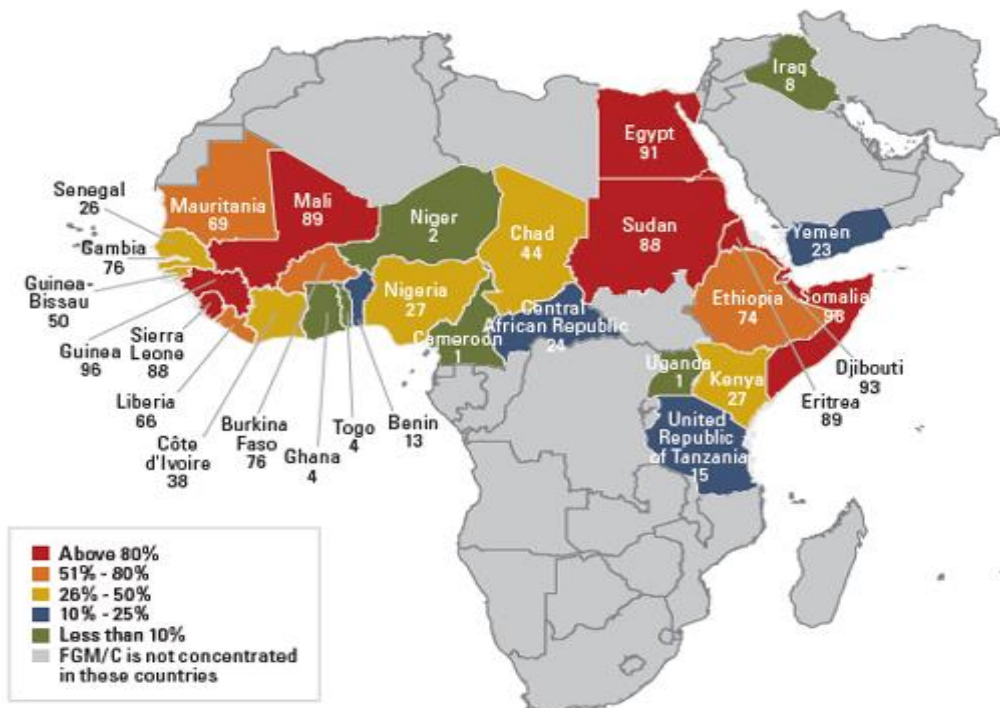 Iraq
8
Egypt
91
Senegal
26
Mauritania
69
Mali
89
Niger
2
Chad
44
Sudan
88
Yemen
23
Gambia
76
Guinea-
Bissau
50
Nigeria
27
Ethiopia
74
Somalia
98
Central
African Republic
24
Guinea
96
Sierra
Leone
88
Cameroon
1
Uganda
1
Kenya
27
Djibouti
93
Eritrea
89
Liberia
66
Côte
d'Ivoire
38
Burkina
Faso
76
Ghana
4
Togo
4
Benin
13
United
Republic
of Tanzania
15
Above 80%
51% - 80%
26% - 50%
10% - 25%
Less than 10%
FGM/C is not concentrated
in these countries